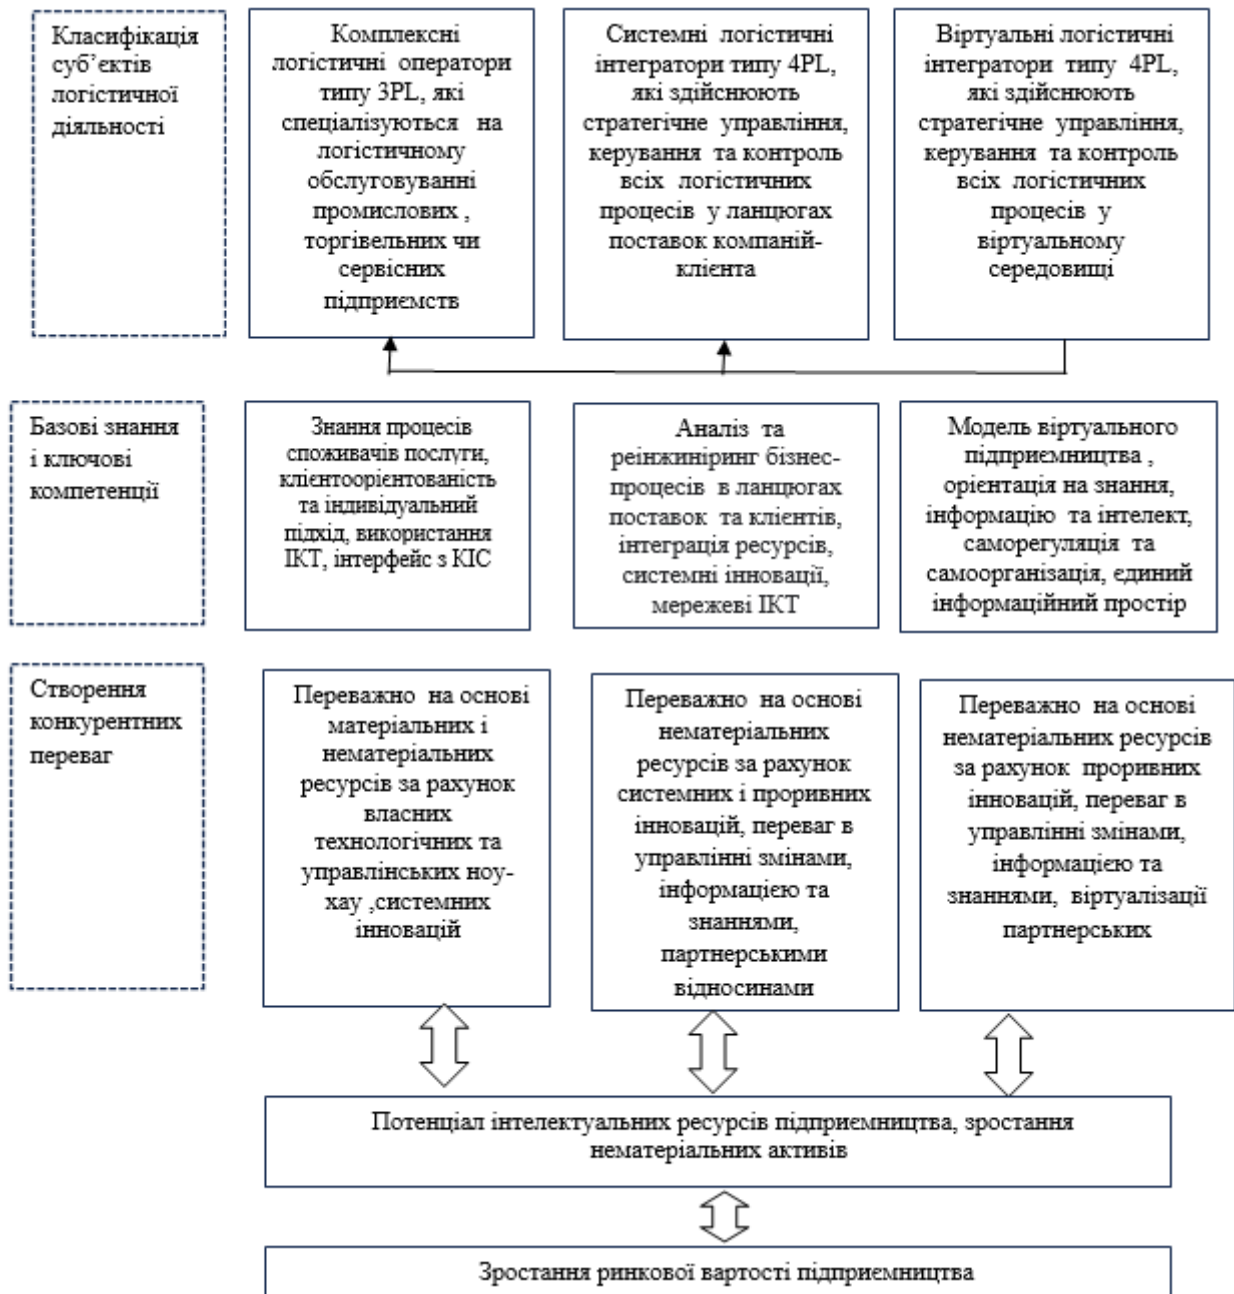 Класифікація
суб’єктів
логістичної
діяльності
Комплексні
логістичні оператори
типу 3PL, які
спеціалізуються на
логістичному
обслуговуванні
промислових ,
торгівельних чи
сервісних
підприємств
Системні логістичні
інтегратори типу 4PL,
які здійснюють
стратегічне управління,
керування та контроль
всіх логістичних
процесів у ланцюгах
поставок компаній-
клієнта
Віртуальні логістичні
інтегратори типу 4PL,
які здійснюють
стратегічне управління,
керування та контроль
всіх логістичних
процесів у
віртуальному
середовищі
Базові знання
і ключові
компетенції
Знання процесів
споживачів послуги,
клієнтоорієнтованість
та індивідуальний
підхід, використання
ІКТ, інтерфейс з КІС
Аналіз та
реінжиніринг бізнес-
процесів в ланцюгах
поставок та клієнтів,
інтеграція ресурсів,
системні інновації,
мережеві ІКТ
Модель віртуального
підприємництва ,
орієнтація на знання,
інформацію та інтелект,
саморегуляція та
самоорганізація, єдиний
інформаційний простір
Створення
конкурентних
переваг
Переважно на основі
матеріальних і
нематеріальних
ресурсів за рахунок
власних
технологічних та
управлінських ноу-
хау ,системних
інновацій
Переважно на основі
нематеріальних
ресурсів за рахунок
системних і проривних
інновацій, переваг в
управлінні змінами,
інформацією та
знаннями,
партнерськими
відносинами
Переважно на основі
нематеріальних ресурсів
за рахунок проривних
інновацій, переваг в
управлінні змінами,
інформацією та
знаннями, віртуалізації
партнерських
Потенціал інтелектуальних ресурсів підприємництва, зростання
нематеріальних активів
Зростання ринкової вартості підприємництва